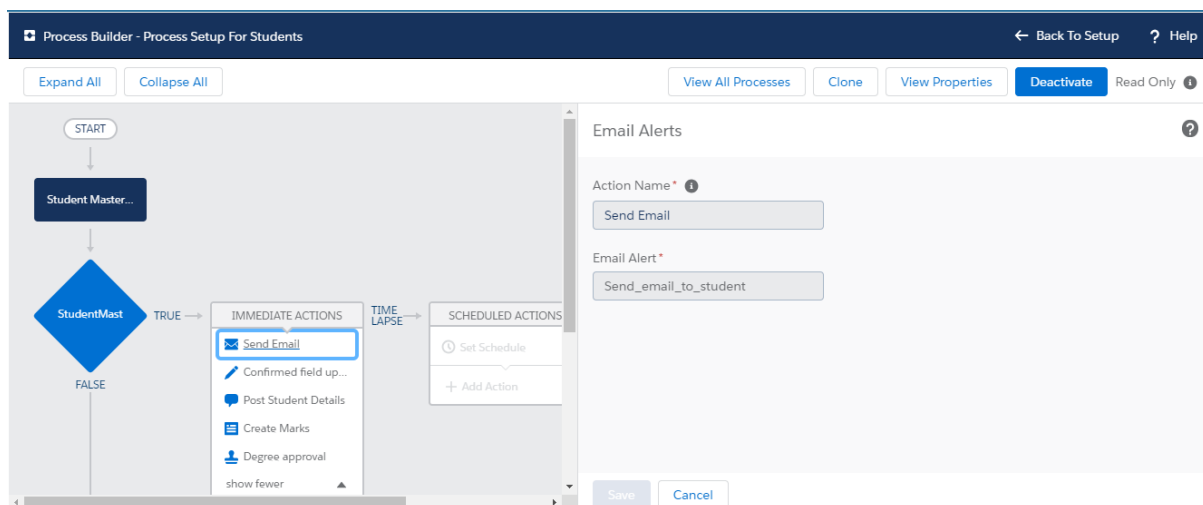 Process Builder - Process Setup For Students
Back To Setup
? Help
Expand All
Collapse All
View All Processes
Clone
View Properties
Deactivate
Read Only
START
Student Master...
StudentMast
TRUE
FALSE
IMMEDIATE ACTIONS
Send Email
Confirmed field up...
Post Student Details
Create Marks
Degree approval
show fewer
TIME
LAPSE
SCHEDULED ACTIONS
Set Schedule
+ Add Action
Email Alerts
Action Name*
Send Email
Email Alert*
Send_email_to_student
Save
Cancel